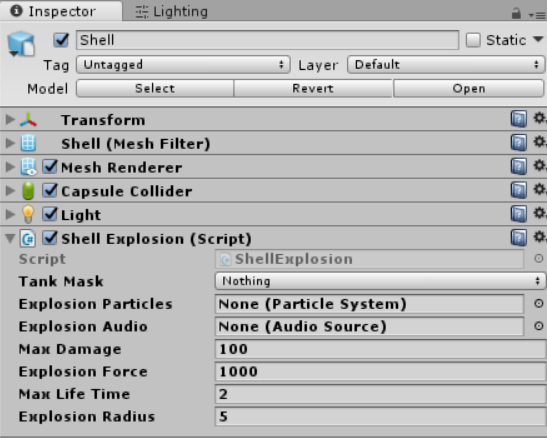 Inspector Lighting
Shell Static
Tag Untagged Layer Default
Model Select Revert Open
Transform
Shell (Mesh Filter)
Mesh Renderer
Capsule Collider
Light
Shell Explosion (Script)
Script ShellExplosion
Tank Mask Nothing
Explosion Particles None (Particle System)
Explosion Audio None (Audio Source)
Max Damage 100
Explosion Force 1000
Max Life Time 2
Explosion Radius 5